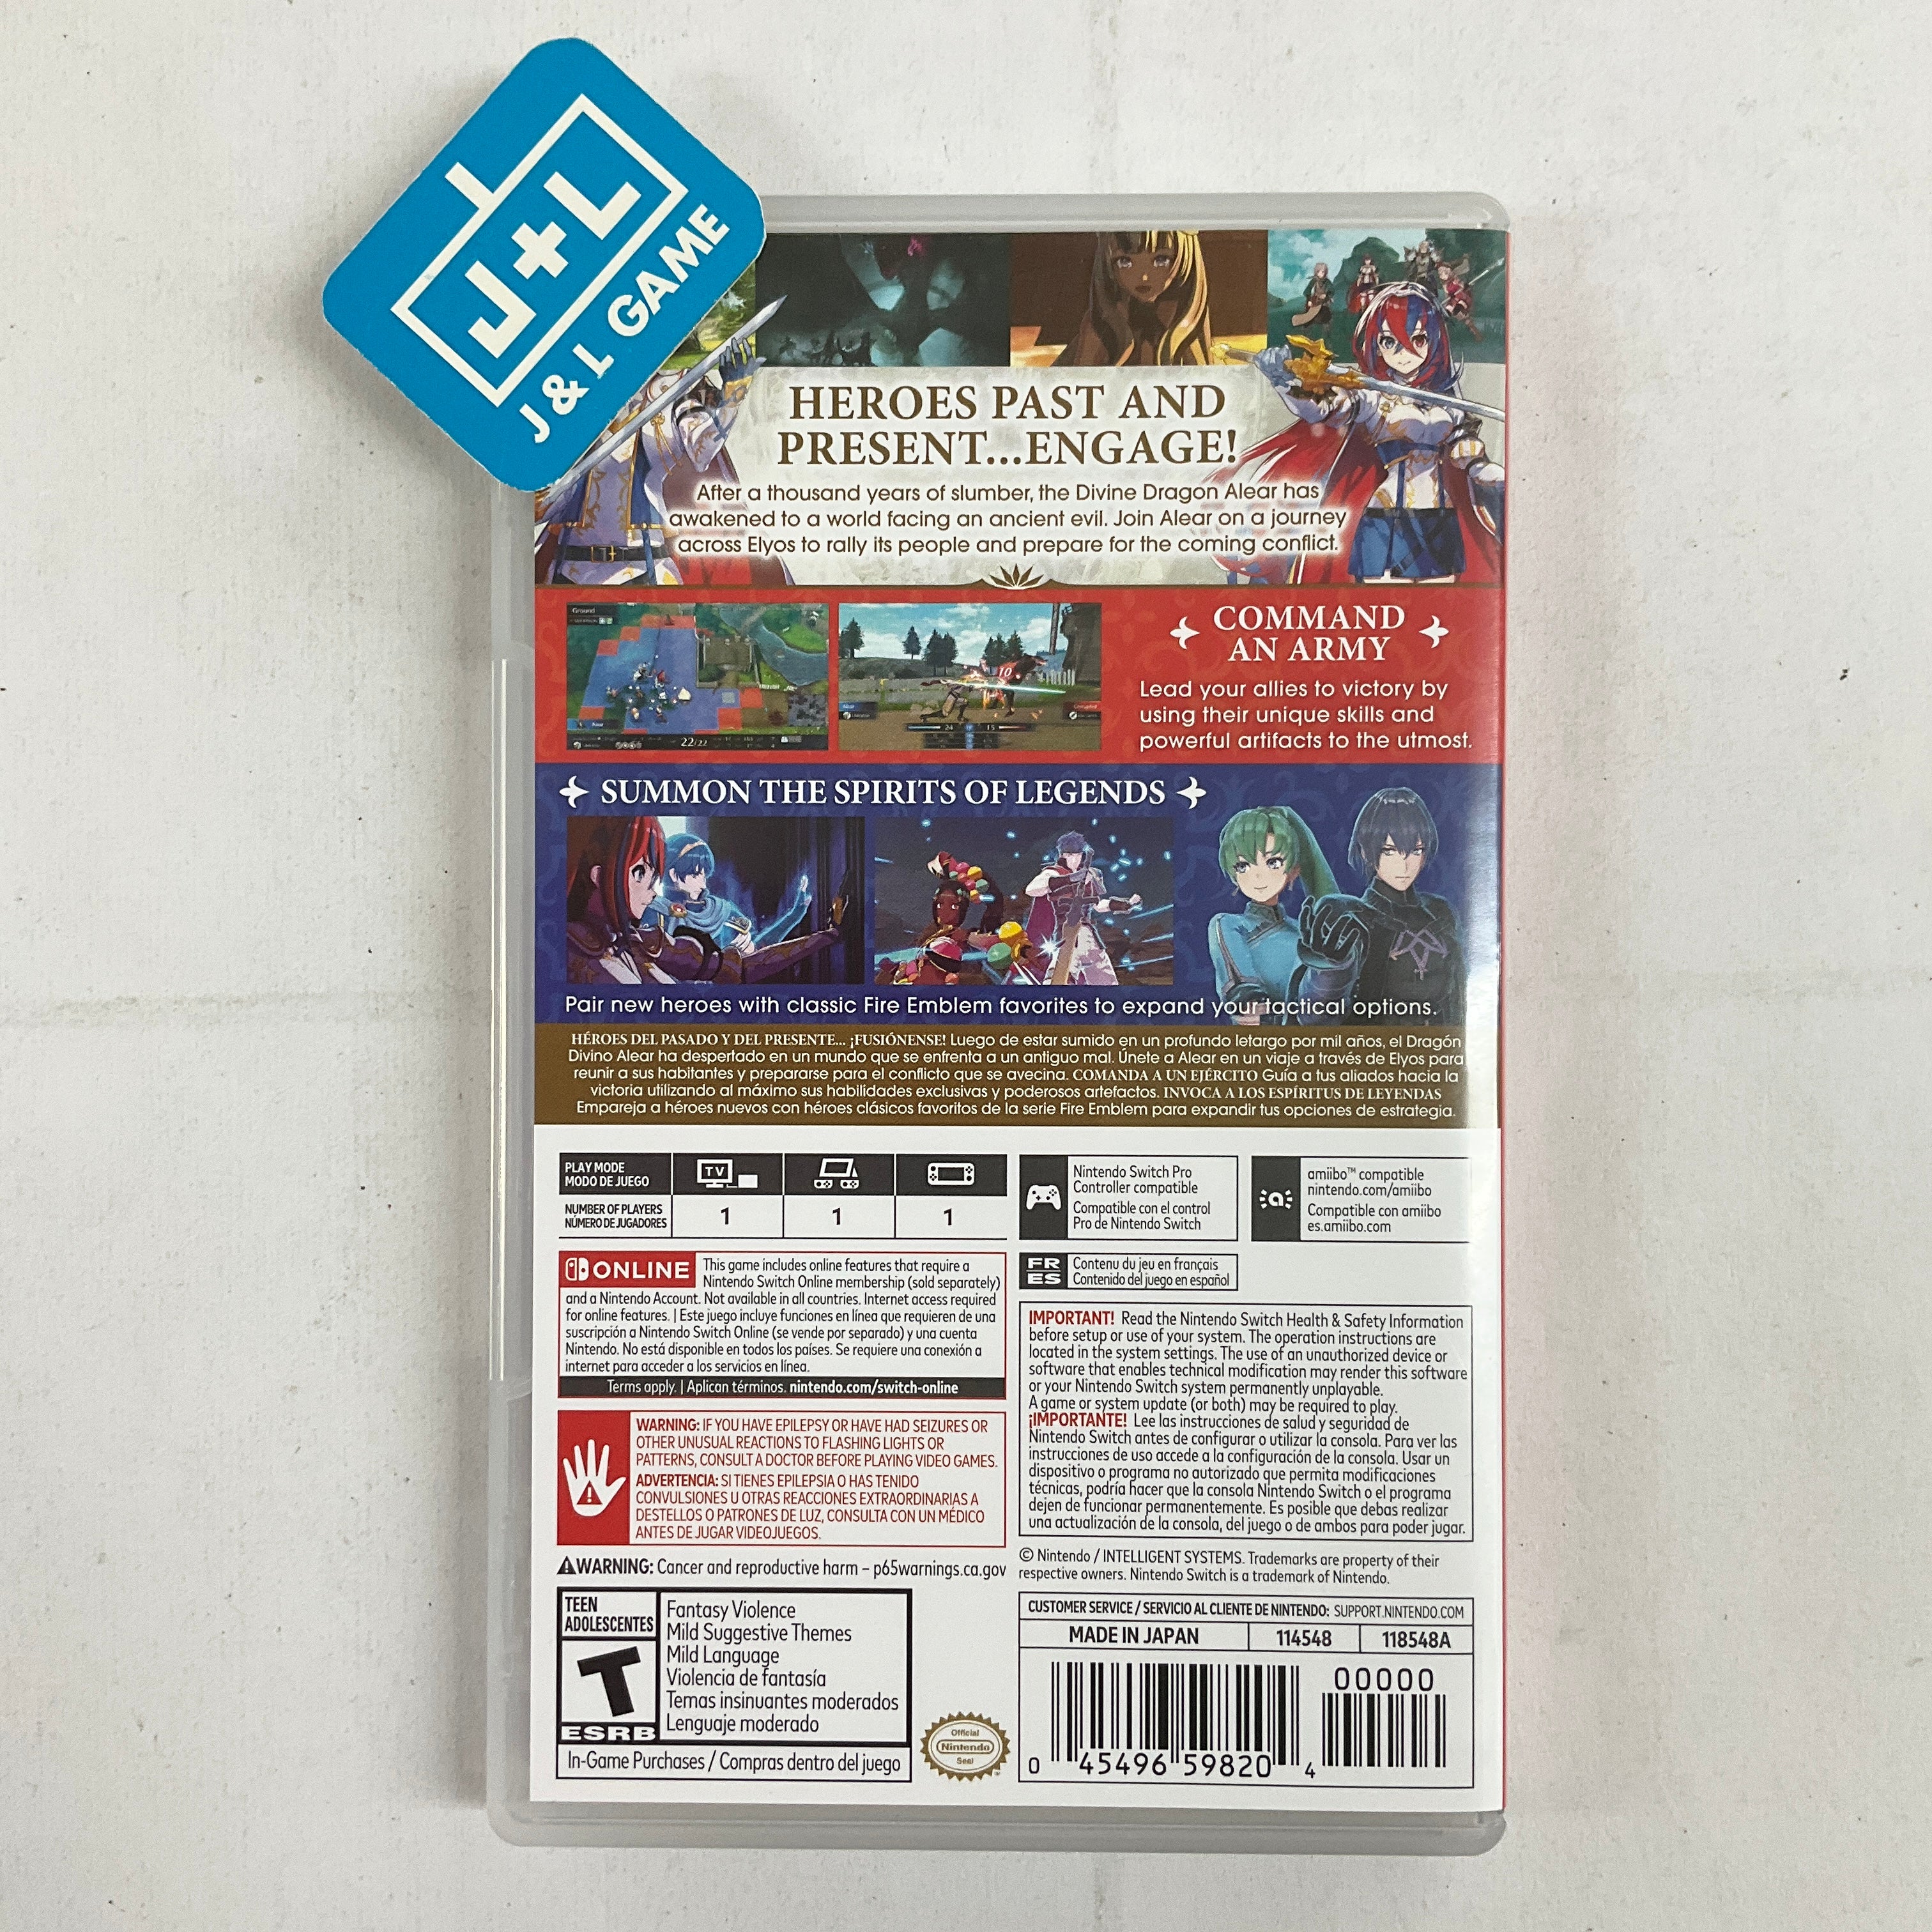 J+L
J & L GAME
HEROES PAST AND
PRESENT...ENGAGE!
After a thousand years of slumber, the Divine Dragon Alear has
awakened to a world facing an ancient evil. Join Alear on a journey
across Elyos to rally its people and prepare for the coming conflict.
Ground
22/22
10
24
15
COMMAND
AN ARMY
Lead your allies to victory by
using their unique skills and
powerful artifacts to the utmost.
SUMMON THE SPIRITS OF LEGENDS
Pair new heroes with classic Fire Emblem favorites to expand your tactical options.
HÉROES DEL PASADO Y DEL PRESENTE... ¡FUSIÓNENSE! Luego de estar sumido en un profundo letargo por mil años, el Dragón
Divino Alear ha despertado en un mundo que se enfrenta a un antiguo mal. Únete a Alear en un viaje a través de Elyos para
reunir a sus habitantes y prepararse para el conflicto que se avecina. COMANDA A UN EJÉRCITO Guía a tus aliados hacia la
victoria utilizando al máximo sus habilidades exclusivas y poderosos artefactos. INVOCA A LOS ESPÍRITUS DE LEYENDAS
Empareja a héroes nuevos con héroes clásicos favoritos de la serie Fire Emblem para expandir tus opciones de estrategia.
PLAY MODE
MODO DE JUEGO
TV
NUMBER OF PLAYERS
NÚMERO DE JUGADORES
1
1
1
Nintendo Switch Pro
Controller compatible
Compatible con el control
Pro de Nintendo Switch
amiibo™ compatible
nintendo.com/amiibo
Compatible con amiibo
es.amiibo.com
FR
ES
Contenu du jeu en français
Contenido del juego en español
ONLINE
This game includes online features that require a
Nintendo Switch Online membership (sold separately)
and a Nintendo Account. Not available in all countries. Internet access required
for online features. | Este juego incluye funciones en línea que requieren de una
suscripción a Nintendo Switch Online (se vende por separado) y una cuenta
Nintendo. No está disponible en todos los países. Se requiere una conexión a
internet para acceder a los servicios en línea.
Terms apply. | Aplican términos. nintendo.com/switch-online
WARNING: IF YOU HAVE EPILEPSY OR HAVE HAD SEIZURES OR
OTHER UNUSUAL REACTIONS TO FLASHING LIGHTS OR
PATTERNS, CONSULT A DOCTOR BEFORE PLAYING VIDEO GAMES.
ADVERTENCIA: SI TIENES EPILEPSIA O HAS TENIDO
CONVULSIONES U OTRAS REACCIONES EXTRAORDINARIAS A
DESTELLOS O PATRONES DE LUZ, CONSULTA CON UN MÉDICO
ANTES DE JUGAR VIDEOJUEGOS.
WARNING: Cancer and reproductive harm – p65warnings.ca.gov
IMPORTANT! Read the Nintendo Switch Health & Safety Information
before setup or use of your system. The operation instructions are
located in the system settings. The use of an unauthorized device or
software that enables technical modification may render this software
or your Nintendo Switch system permanently unplayable.
A game or system update (or both) may be required to play.
¡IMPORTANTE! Lee las instrucciones de salud y seguridad de
Nintendo Switch antes de configurar o utilizar la consola. Para ver las
instrucciones de uso accede a la configuración de la consola. Usar un
dispositivo o programa no autorizado que permita modificaciones
técnicas, podría hacer que la consola Nintendo Switch o el programa
dejen de funcionar permanentemente. Es posible que debas realizar
una actualización de la consola, del juego o de ambos para poder jugar.
© Nintendo / INTELLIGENT SYSTEMS. Trademarks are property of their
respective owners. Nintendo Switch is a trademark of Nintendo.
TEEN
ADOLESCENTES
T
ESRB
Fantasy Violence
Mild Suggestive Themes
Mild Language
Violencia de fantasía
Temas insinuantes moderados
Lenguaje moderado
In-Game Purchases / Compras dentro del juego
Official
Nintendo
Seal
CUSTOMER SERVICE / SERVICIO AL CLIENTE DE NINTENDO: SUPPORT.NINTENDO.COM
MADE IN JAPAN
114548
118548A
00000
0 45496 59820 4